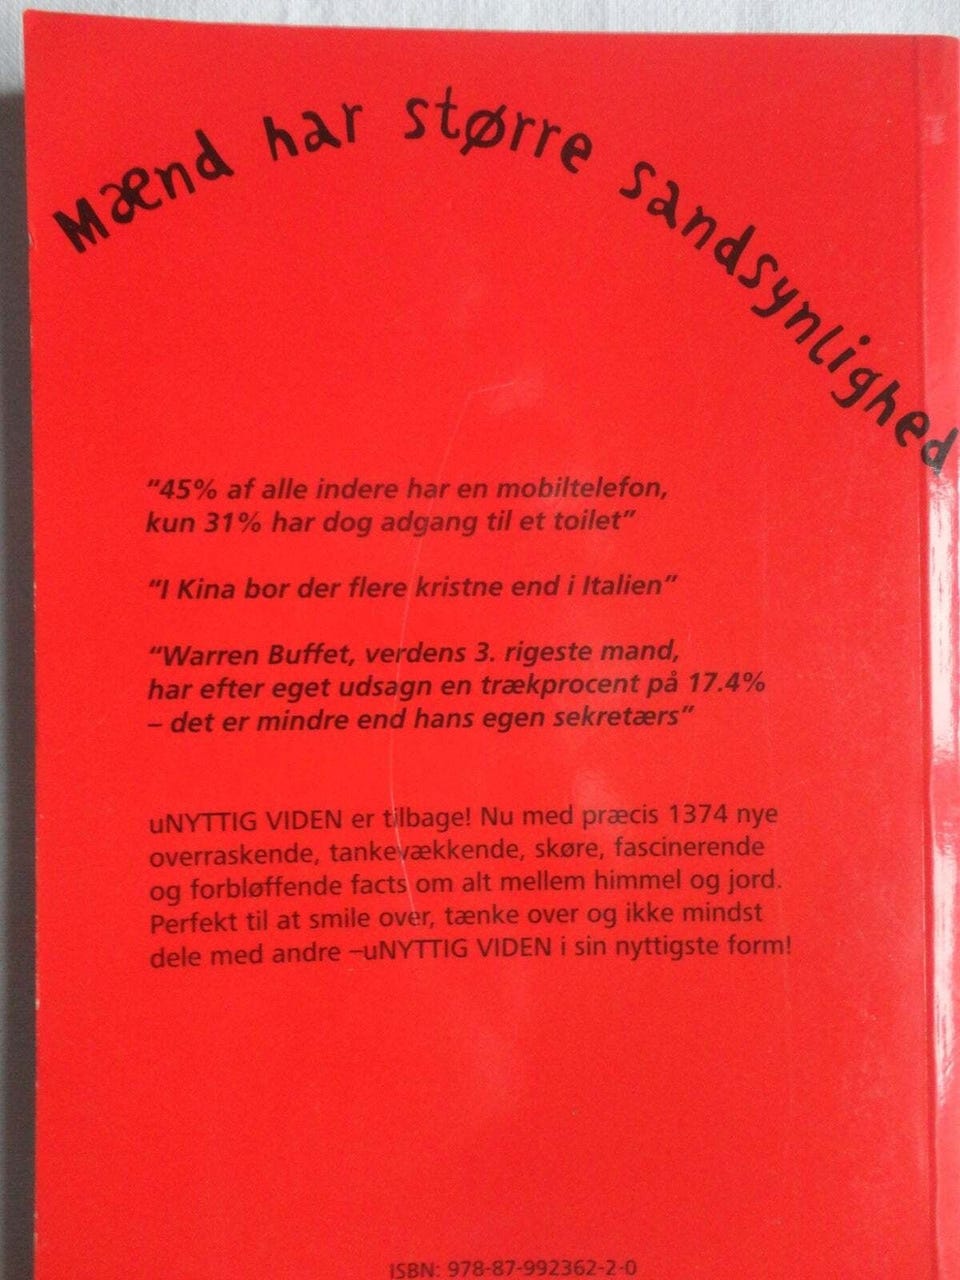 Mænd har større sandsynlighed
"45% af alle indere har en mobiltelefon,
kun 31% har dog adgang til et toilet"
"I Kina bor der flere kristne end i Italien"
"Warren Buffet, verdens 3. rigeste mand,
har efter eget udsagn en trækprocent på 17.4%
– det er mindre end hans egen sekretærs"
uNYTTIG VIDEN er tilbage! Nu med præcis 1374 nye
overraskende, tankevækkende, skøre, fascinerende
og forbløffende facts om alt mellem himmel og jord.
Perfekt til at smile over, tænke over og ikke mindst
dele med andre –uNYTTIG VIDEN i sin nyttigste form!
ISBN: 978-87-992362-2-0